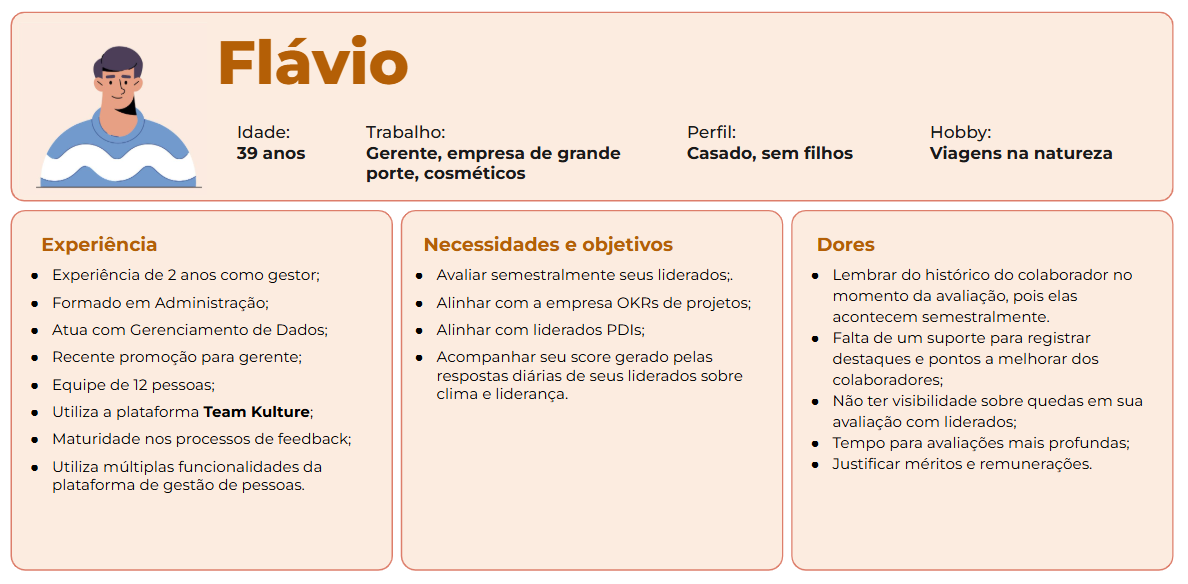 Flávio
Idade:
39 anos
Trabalho:
Gerente, empresa de grande
porte, cosméticos
Perfil:
Casado, sem filhos
Hobby:
Viagens na natureza
Experiência
● Experiência de 2 anos como gestor;
● Formado em Administração;
● Atua com Gerenciamento de Dados;
● Recente promoção para gerente;
● Equipe de 12 pessoas;
● Utiliza a plataforma Team Kulture;
● Maturidade nos processos de feedback;
● Utiliza múltiplas funcionalidades da
plataforma de gestão de pessoas.
Necessidades e objetivos
● Avaliar semestralmente seus liderados;.
● Alinhar com a empresa OKRs de projetos;
● Alinhar com liderados PDIs;
● Acompanhar seu score gerado pelas
respostas diárias de seus liderados sobre
clima e liderança.
Dores
● Lembrar do histórico do colaborador no
momento da avaliação, pois elas
acontecem semestralmente.
● Falta de um suporte para registrar
destaques e pontos a melhorar dos
colaboradores;
● Não ter visibilidade sobre quedas em sua
avaliação com liderados;
● Tempo para avaliações mais profundas;
● Justificar méritos e remunerações.